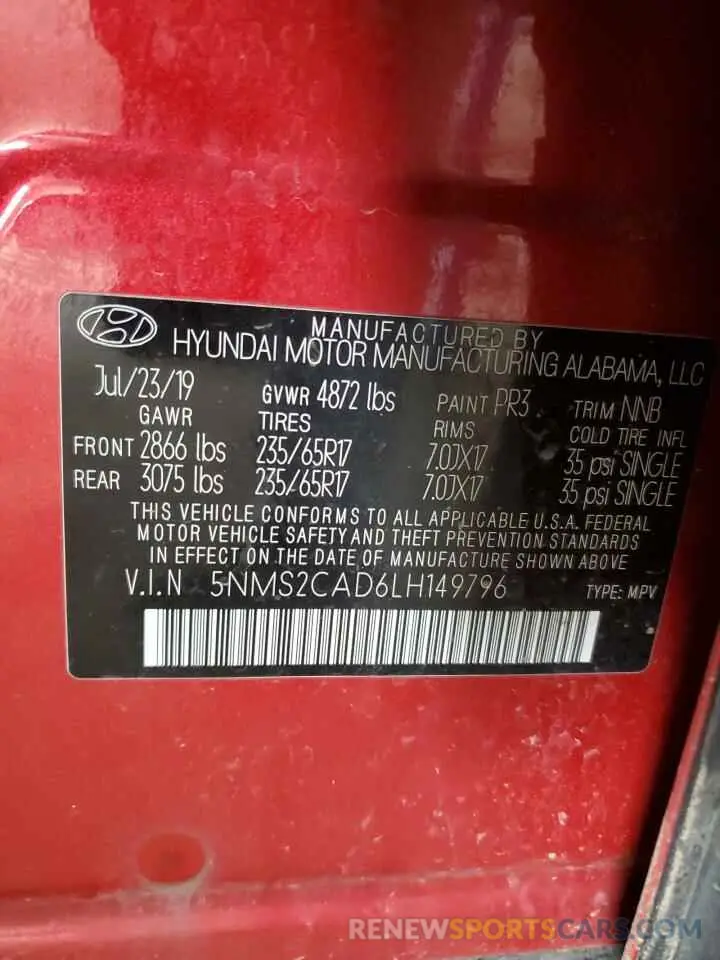 MANUFACTURED BY
HYUNDAI MOTOR MANUFACTURING ALABAMA, LLC
Jul/23/19 GVWR 4872 lbs PAINT PR3 TRIM NNB
GAWR TIRES RIMS COLD TIRE INFL
FRONT 2866 lbs 235/65R17 7.0JX17 35 psi SINGLE
REAR 3075 lbs 235/65R17 7.0JX17 35 psi SINGLE
THIS VEHICLE CONFORMS TO ALL APPLICABLE U.S.A. FEDERAL
MOTOR VEHICLE SAFETY AND THEFT PREVENTION STANDARDS
IN EFFECT ON THE DATE OF MANUFACTURE SHOWN ABOVE
V.I.N 5NMS2CAD6LH149796 TYPE: MPV
RENEWSPORTSCARS.COM